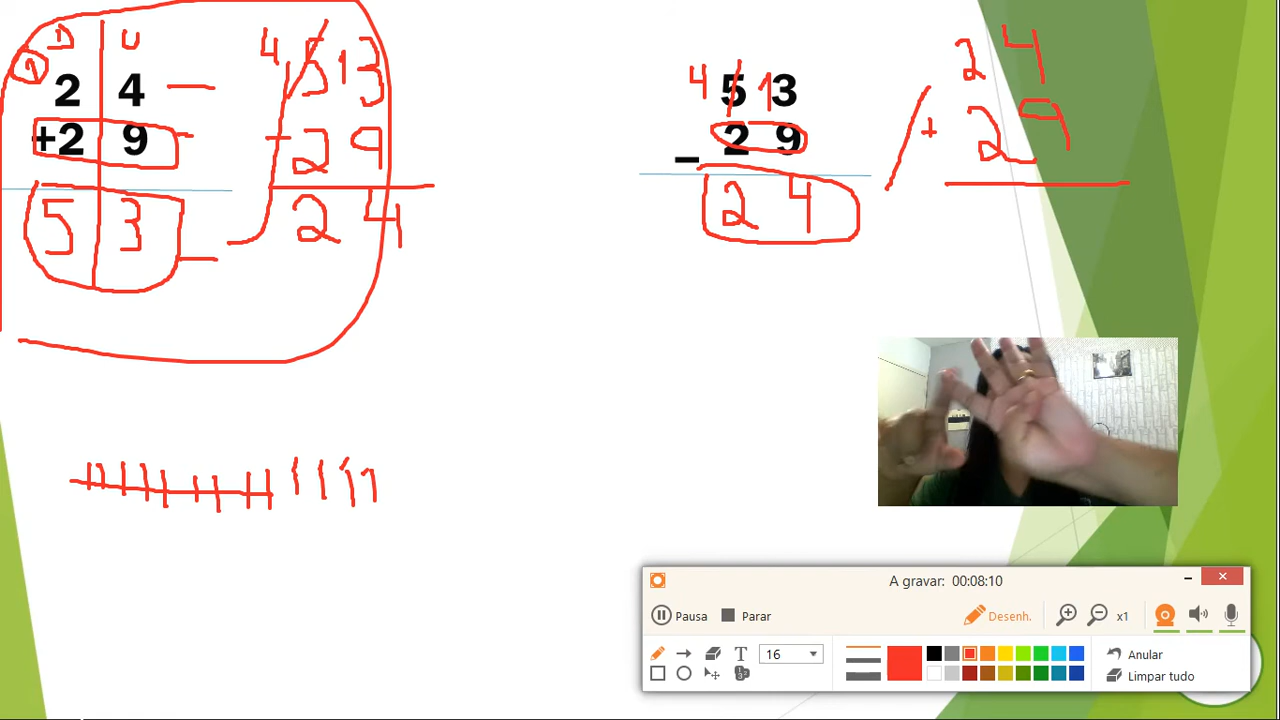 D U
1
2 4
+2 9
5 3
4 5 13
- 2 9
2 4
4 5 13
- 2 9
2 4
2 4
+ 2 9
A gravar: 00:08:10
Pausa Parar Desenh. x1
T 16 Anular
Limpar tudo